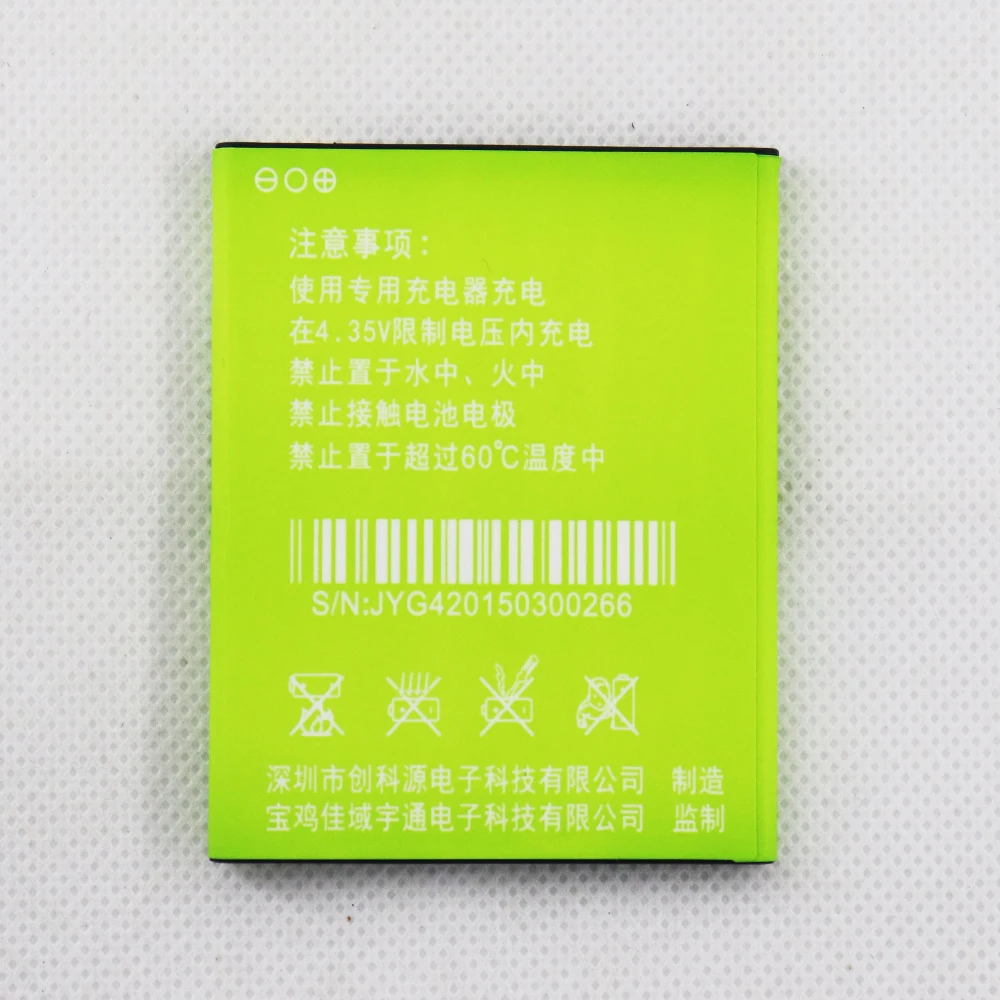 ⊖○⊕
注意事项：
使用专用充电器充电
在4.35V限制电压内充电
禁止置于水中、火中
禁止接触电池电极
禁止置于超过60℃温度中
S/N:JYG420150300266
深圳市创科源电子科技有限公司 制造
宝鸡佳域宇通电子科技有限公司 监制